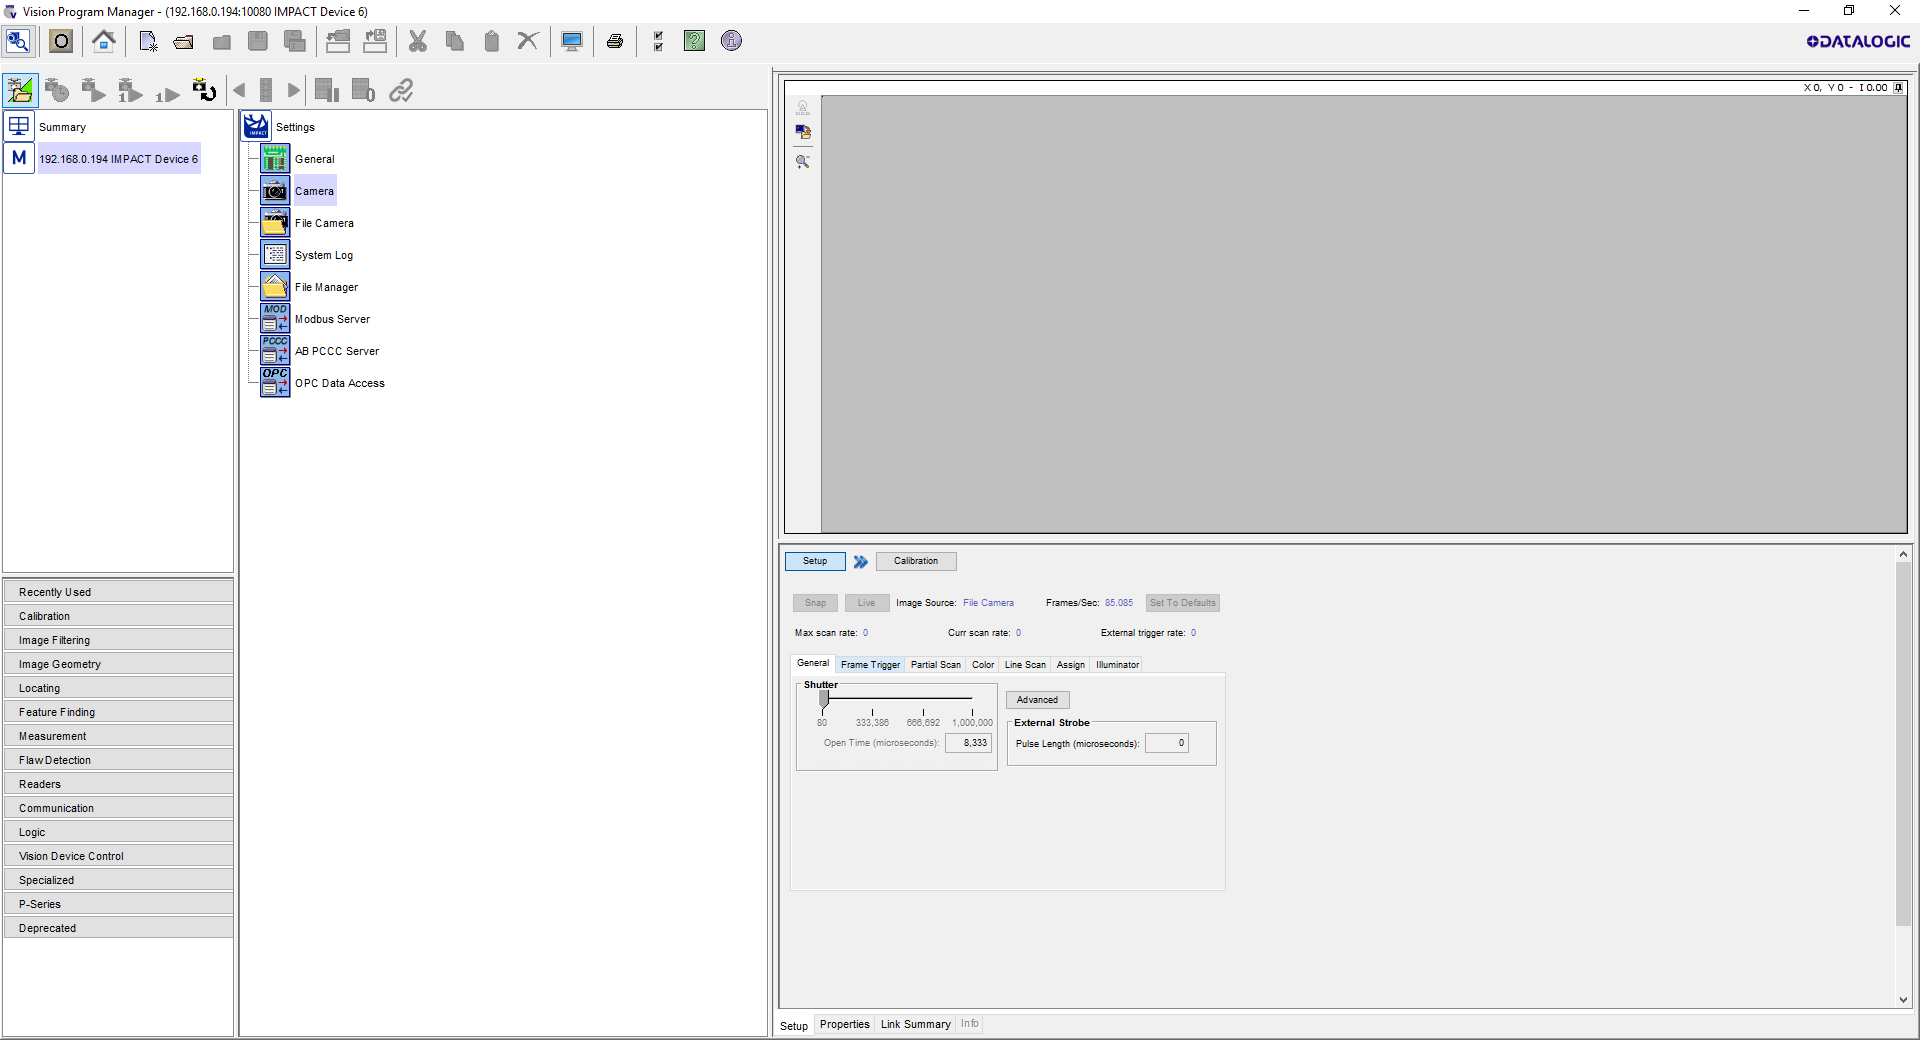 Vision Program Manager - (192.168.0.194:10080 IMPACT Device 6)
DATALOGIC
Summary
M 192.168.0.194 IMPACT Device 6
Recently Used
Calibration
Image Filtering
Image Geometry
Locating
Feature Finding
Measurement
Flaw Detection
Readers
Communication
Logic
Vision Device Control
Specialized
P-Series
Deprecated
IMPACT Settings
General
Camera
File Camera
System Log
File Manager
MOD Modbus Server
PCCC AB PCCC Server
OPC OPC Data Access
X 0, Y 0 - I 0.00
Setup Calibration
Snap Live Image Source: File Camera Frames/Sec: 85.085 Set To Defaults
Max scan rate: 0 Curr scan rate: 0 External trigger rate: 0
General Frame Trigger Partial Scan Color Line Scan Assign Illuminator
Shutter
80 333,386 666,692 1,000,000
Open Time (microseconds): 8,333
Advanced
External Strobe
Pulse Length (microseconds): 0
Setup Properties Link Summary Info